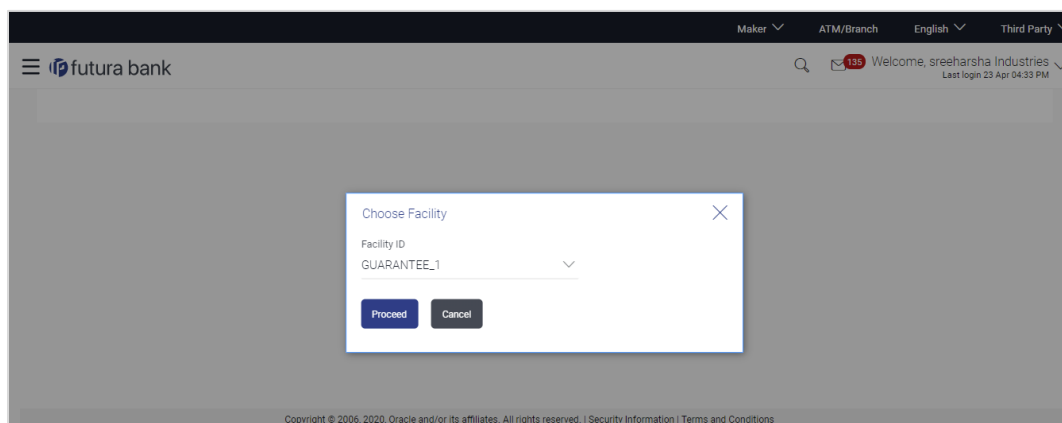 Maker ATM/Branch English Third Party
futura bank 135 Welcome, sreeharsha Industries
Last login 23 Apr 04:33 PM
Choose Facility
Facility ID
GUARANTEE_1
Proceed Cancel
Copyright © 2006, 2020, Oracle and/or its affiliates. All rights reserved. | Security Information | Terms and Conditions